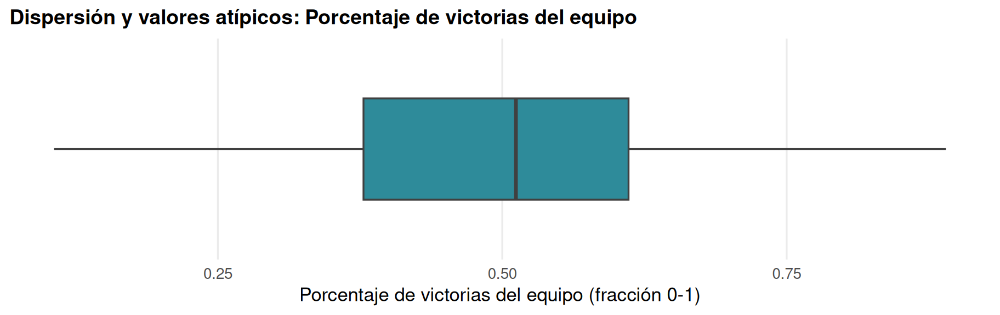 Dispersión y valores atípicos: Porcentaje de victorias del equipo
0.25 0.50 0.75
Porcentaje de victorias del equipo (fracción 0-1)